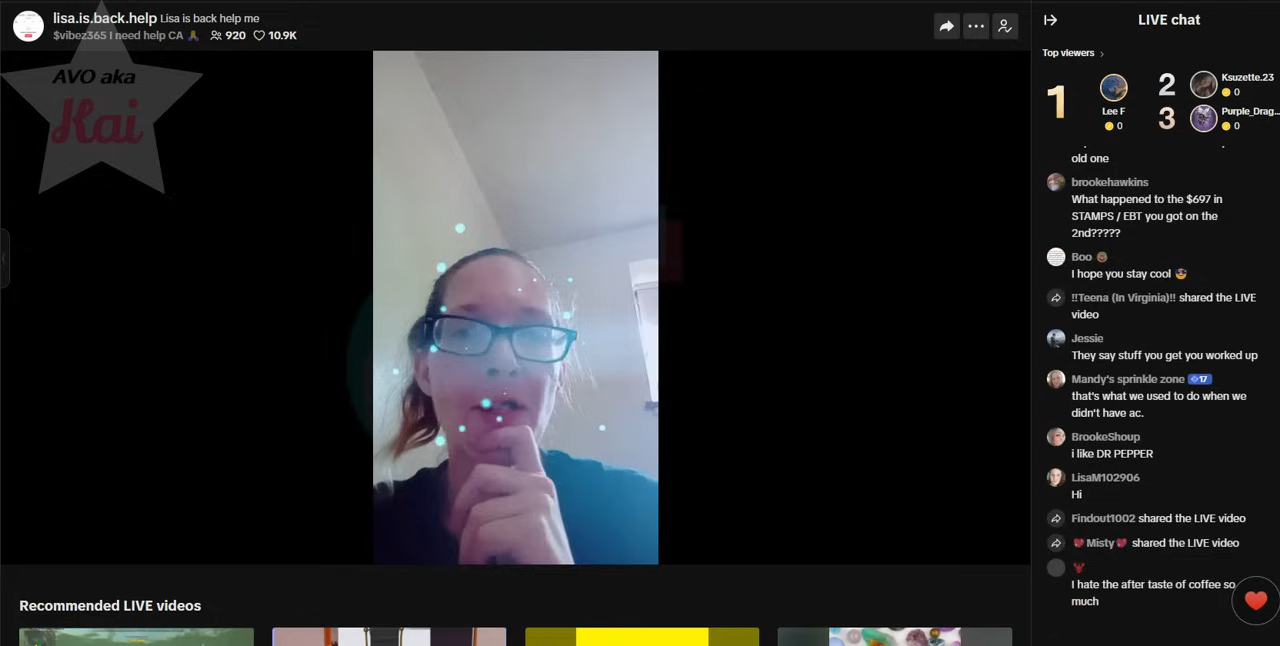 lisa.is.back.help Lisa is back help me
$vibez365 I need help CA 🙏 920 10.9K
AVO aka
Kai
LIVE chat
Top viewers
1
Lee F
0
2
Ksuzette.23
0
3
Purple_Drag...
0
old one
brookehawkins
What happened to the $697 in
STAMPS / EBT you got on the
2nd?????
Boo
I hope you stay cool 😎
!!Teena (In Virginia)!! shared the LIVE
video
Jessie
They say stuff you get you worked up
Mandy's sprinkle zone 17
that's what we used to do when we
didn't have ac.
BrookeShoup
i like DR PEPPER
LisaM102906
Hi
Findout1002 shared the LIVE video
💖Misty💖 shared the LIVE video
🦞
I hate the after taste of coffee so
much
Recommended LIVE videos